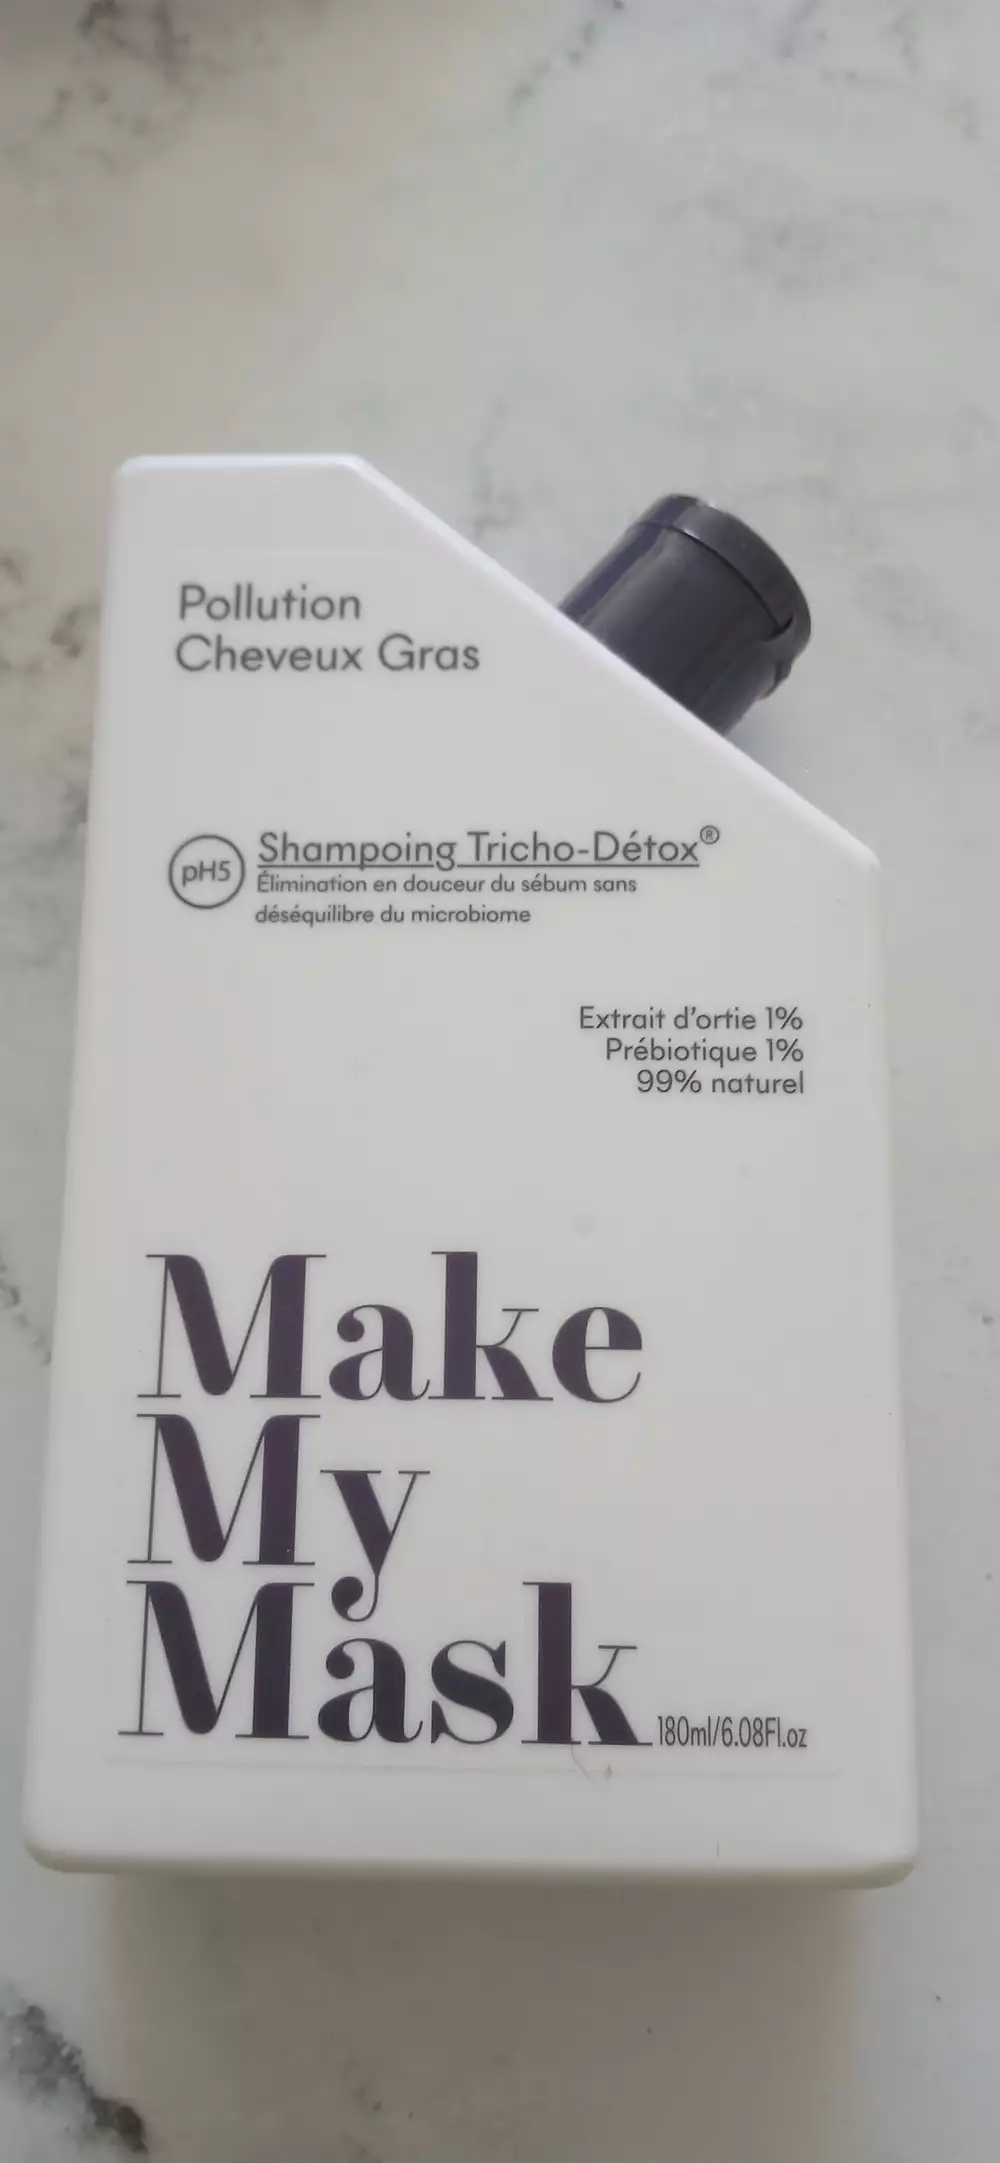 Pollution
Cheveux Gras
pH5
Shampoing Tricho-Détox®
Élimination en douceur du sébum sans
déséquilibre du microbiome
Extrait d'ortie 1%
Prébiotique 1%
99% naturel
Make
My
Mask
180ml/6.08Fl.oz